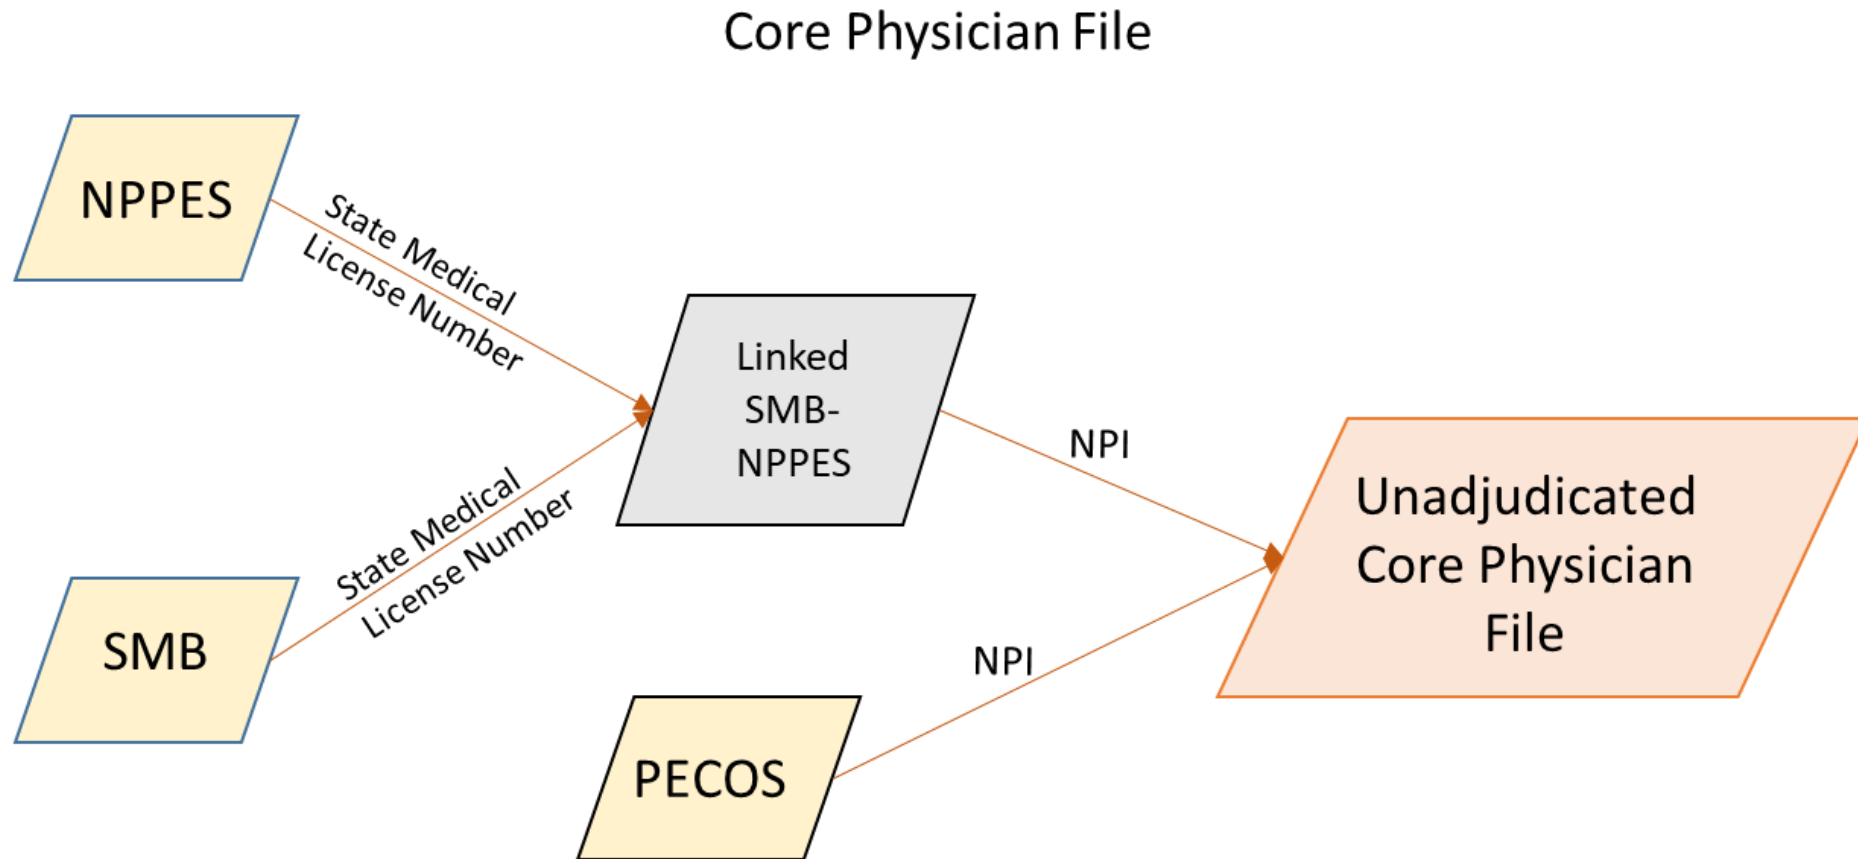 Core Physician File
NPPES
State Medical
License Number
Linked
SMB-
NPPES
NPI
Unadjudicated
Core Physician
File
State Medical
License Number
SMB
NPI
PECOS